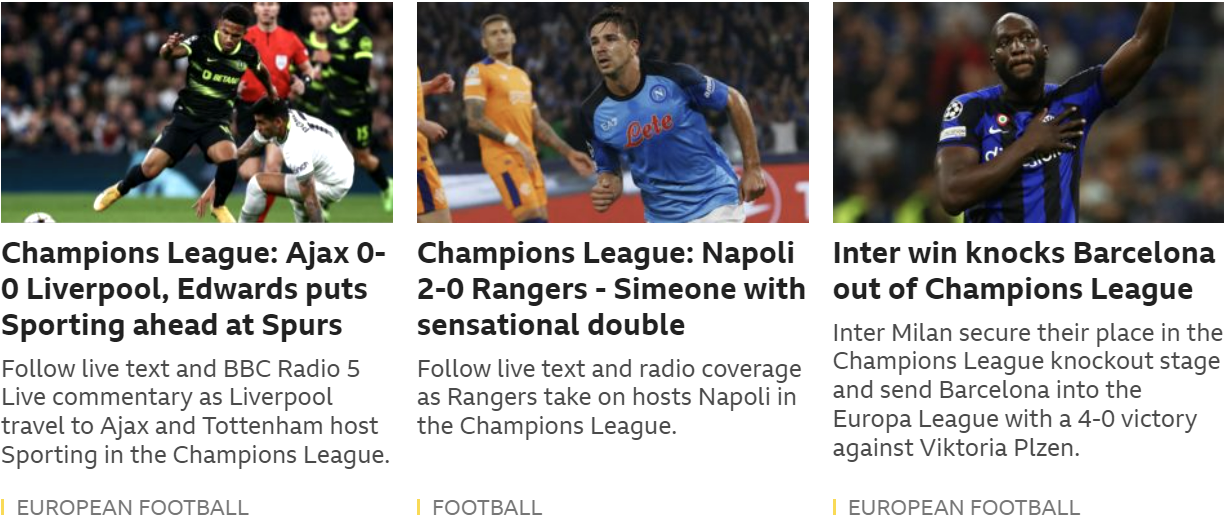 BETANO
15
Lete
EA7
N
Champions League: Ajax 0-
0 Liverpool, Edwards puts
Sporting ahead at Spurs
Follow live text and BBC Radio 5
Live commentary as Liverpool
travel to Ajax and Tottenham host
Sporting in the Champions League.
EUROPEAN FOOTBALL
Champions League: Napoli
2-0 Rangers - Simeone with
sensational double
Follow live text and radio coverage
as Rangers take on hosts Napoli in
the Champions League.
FOOTBALL
Inter win knocks Barcelona
out of Champions League
Inter Milan secure their place in the
Champions League knockout stage
and send Barcelona into the
Europa League with a 4-0 victory
against Viktoria Plzen.
EUROPEAN FOOTBALL